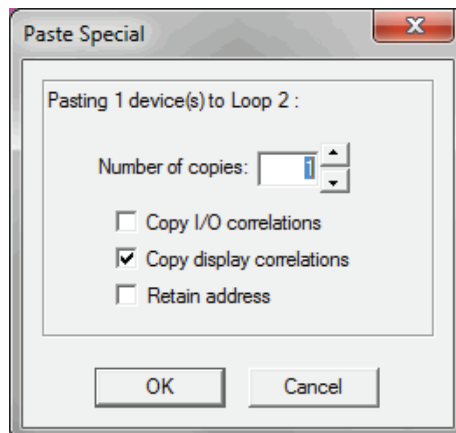 Paste Special
Pasting 1 device(s) to Loop 2 :
Number of copies: 1
Copy I/O correlations
Copy display correlations
Retain address
OK Cancel